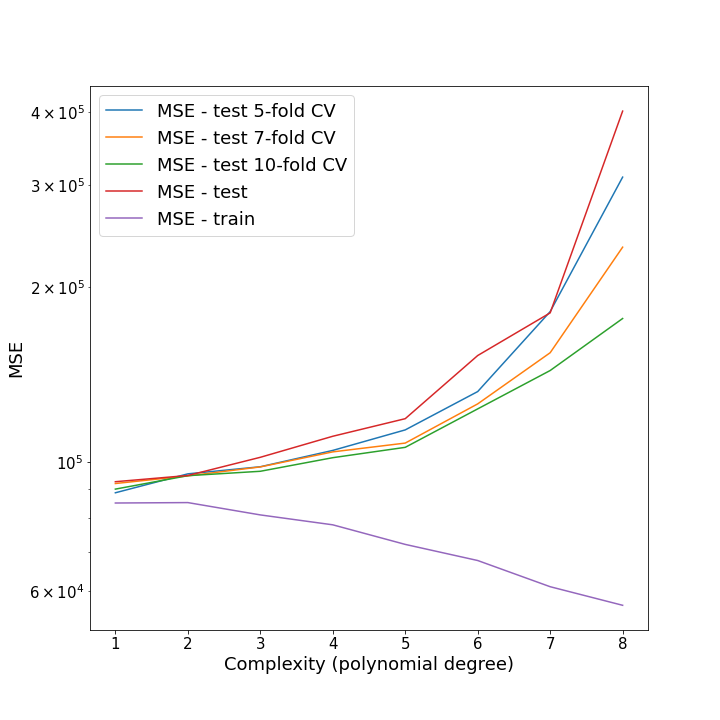 MSE - test 5-fold CV
MSE - test 7-fold CV
MSE - test 10-fold CV
MSE - test
MSE - train
4 × 10⁵
3 × 10⁵
2 × 10⁵
10⁵
6 × 10⁴
MSE
1 2 3 4 5 6 7 8
Complexity (polynomial degree)